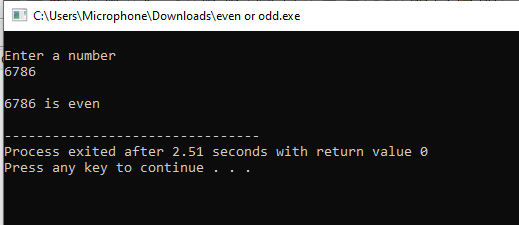 C:\Users\Microphone\Downloads\even or odd.exe
Enter a number
6786
6786 is even
--------------------------------
Process exited after 2.51 seconds with return value 0
Press any key to continue . . .